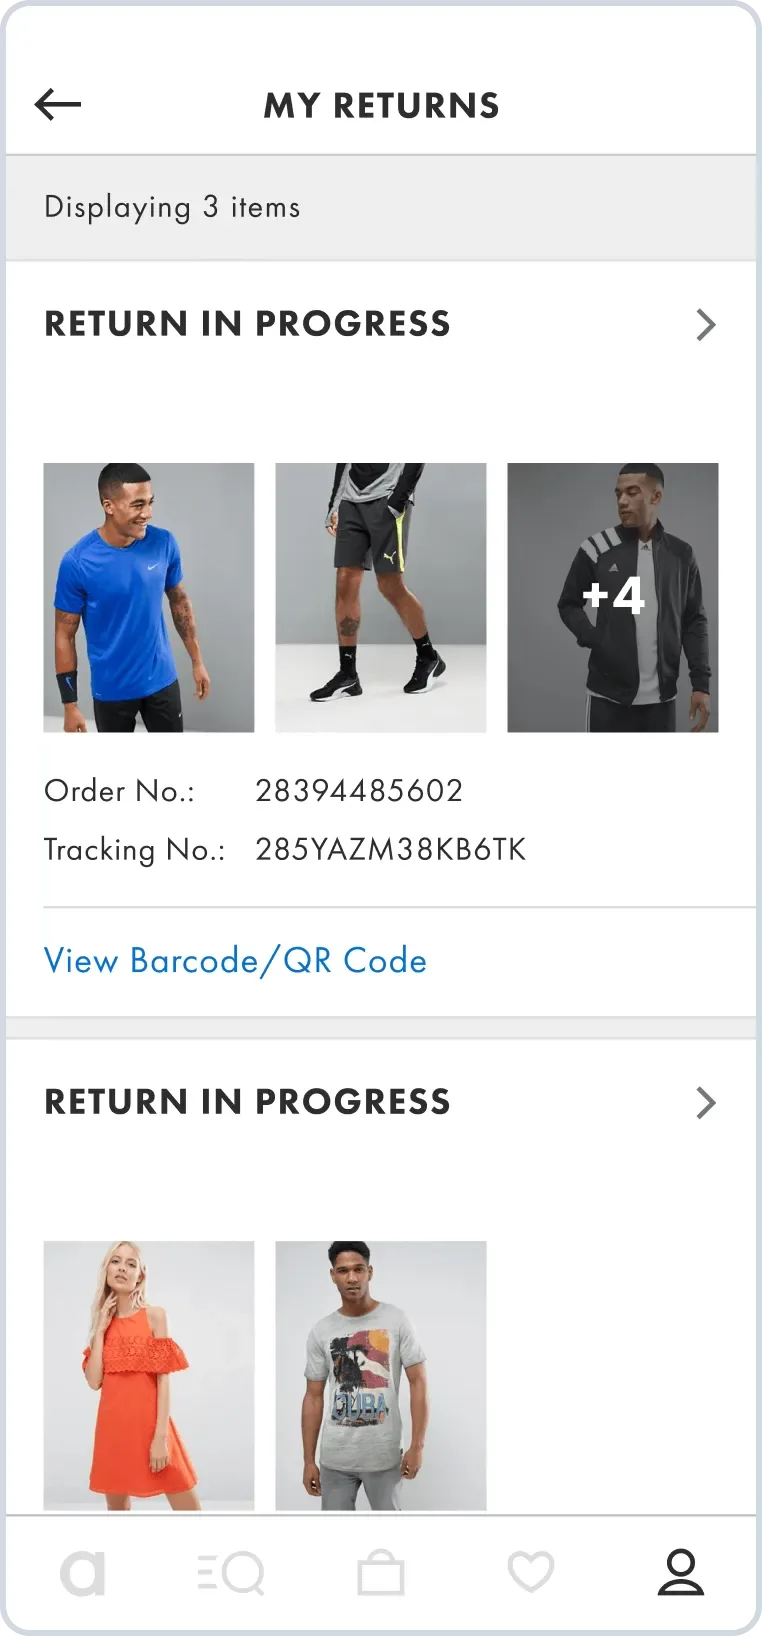 MY RETURNS
Displaying 3 items
RETURN IN PROGRESS
+4
Order No.: 28394485602
Tracking No.: 285YAZM38KB6TK
View Barcode/QR Code
RETURN IN PROGRESS
CUBA
a